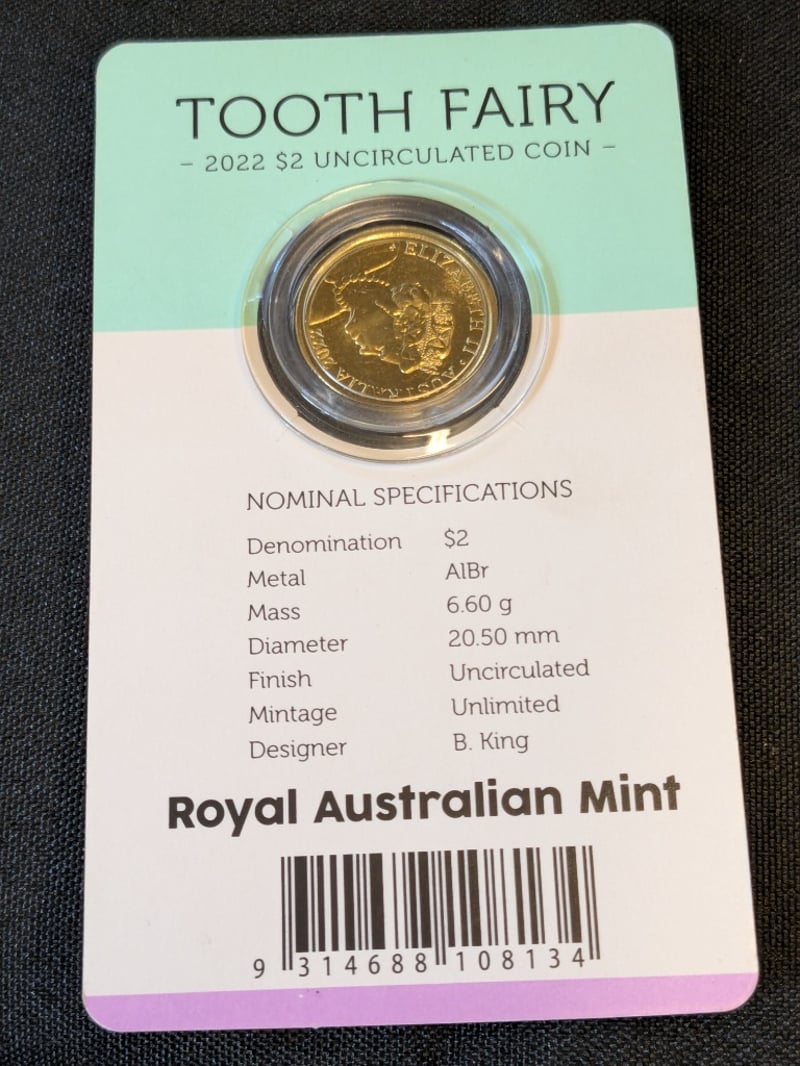 TOOTH FAIRY
– 2022 $2 UNCIRCULATED COIN –
ELIZABETH II • AUSTRALIA 2022
NOMINAL SPECIFICATIONS
Denomination $2
Metal AlBr
Mass 6.60 g
Diameter 20.50 mm
Finish Uncirculated
Mintage Unlimited
Designer B. King
Royal Australian Mint
9 314688 108134